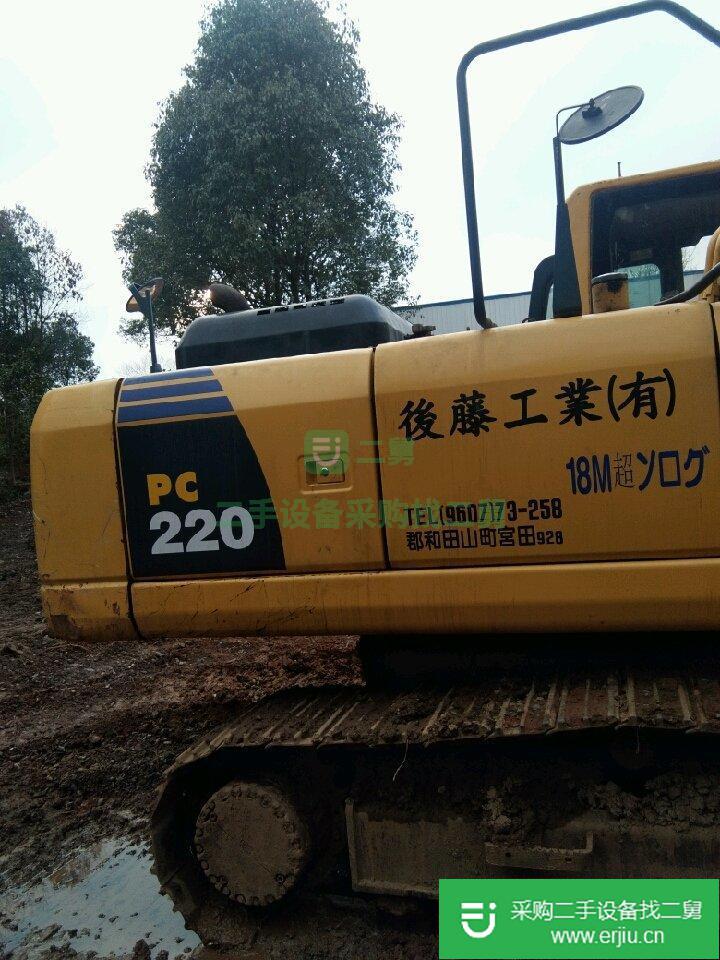 後藤工業(有)
18M超ソログ
PC
220
TEL(9607)73-258
郡和田山町宮田928
二舅
二手设备采购找二舅
采购二手设备找二舅
www.erjiu.cn